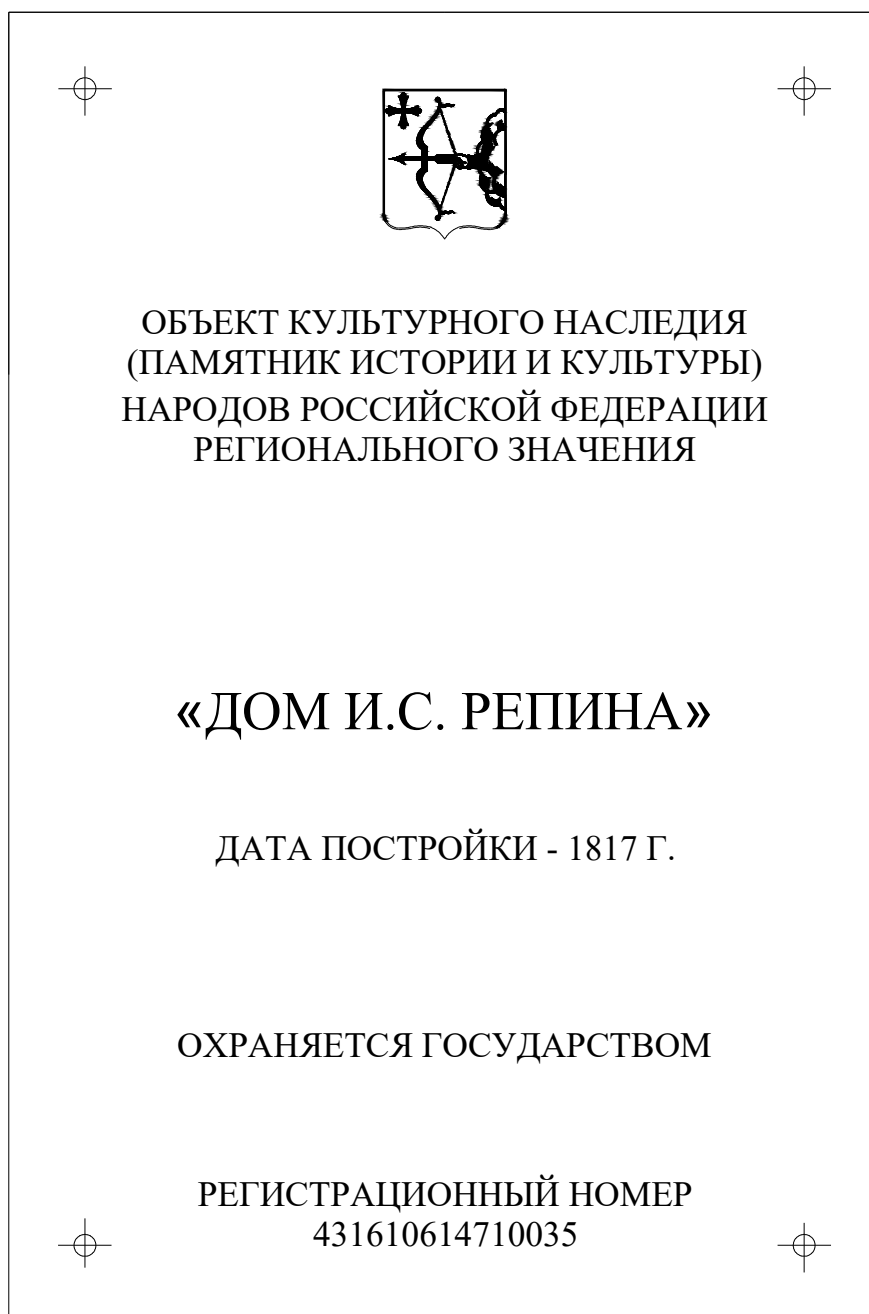 ОБЪЕКТ КУЛЬТУРНОГО НАСЛЕДИЯ
(ПАМЯТНИК ИСТОРИИ И КУЛЬТУРЫ)
НАРОДОВ РОССИЙСКОЙ ФЕДЕРАЦИИ
РЕГИОНАЛЬНОГО ЗНАЧЕНИЯ
«ДОМ И.С. РЕПИНА»
ДАТА ПОСТРОЙКИ - 1817 Г.
ОХРАНЯЕТСЯ ГОСУДАРСТВОМ
РЕГИСТРАЦИОННЫЙ НОМЕР
431610614710035